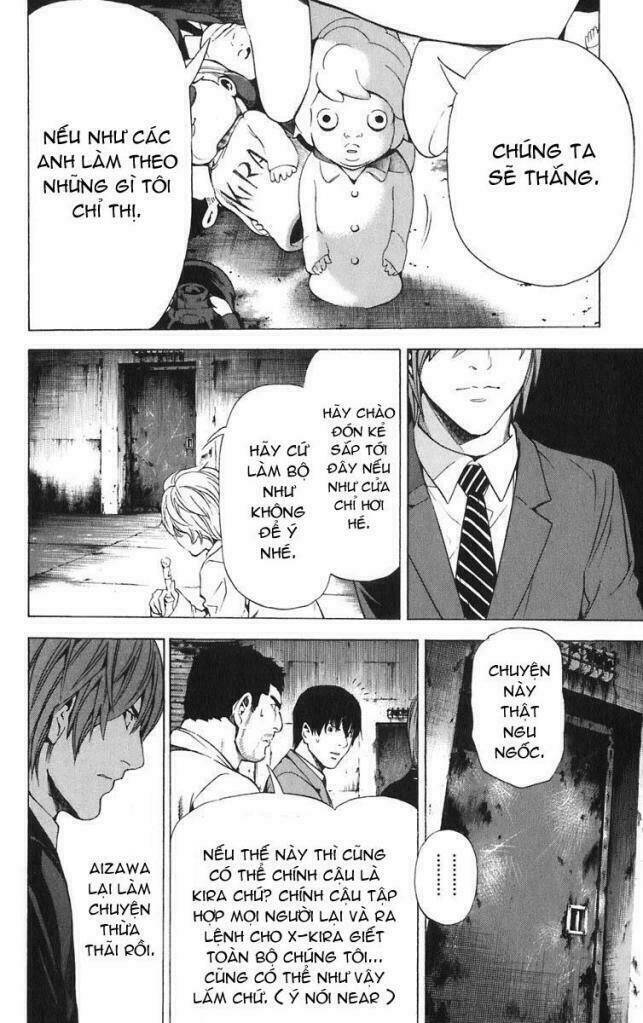 CHÚNG TA
SẼ THẮNG.
NẾU NHƯ CÁC
ANH LÀM THEO
NHỮNG GÌ TÔI
CHỈ THỊ.
KIRA
HÃY CHÀO
ĐÓN KẺ
SẮP TỚI
ĐÂY NẾU
NHƯ CỬA
CHỈ HƠI
HÉ.
HÃY CỨ
LÀM BỘ
NHƯ
KHÔNG
ĐỂ Ý
NHÉ.
CHUYỆN
NÀY
THẬT
NGU
NGỐC.
NẾU THẾ NÀY THÌ CŨNG
CÓ THỂ CHÍNH CẬU LÀ
KIRA CHỨ? CHÍNH CẬU TẬP
HỢP MỌI NGƯỜI LẠI VÀ RA
LỆNH CHO X-KIRA GIẾT
TOÀN BỘ CHÚNG TÔI...
CŨNG CÓ THỂ NHƯ VẬY
LẮM CHỨ. ( Ý NÓI NEAR )
AIZAWA
LẠI LÀM
CHUYỆN
THỪA
THÃI RỒI.